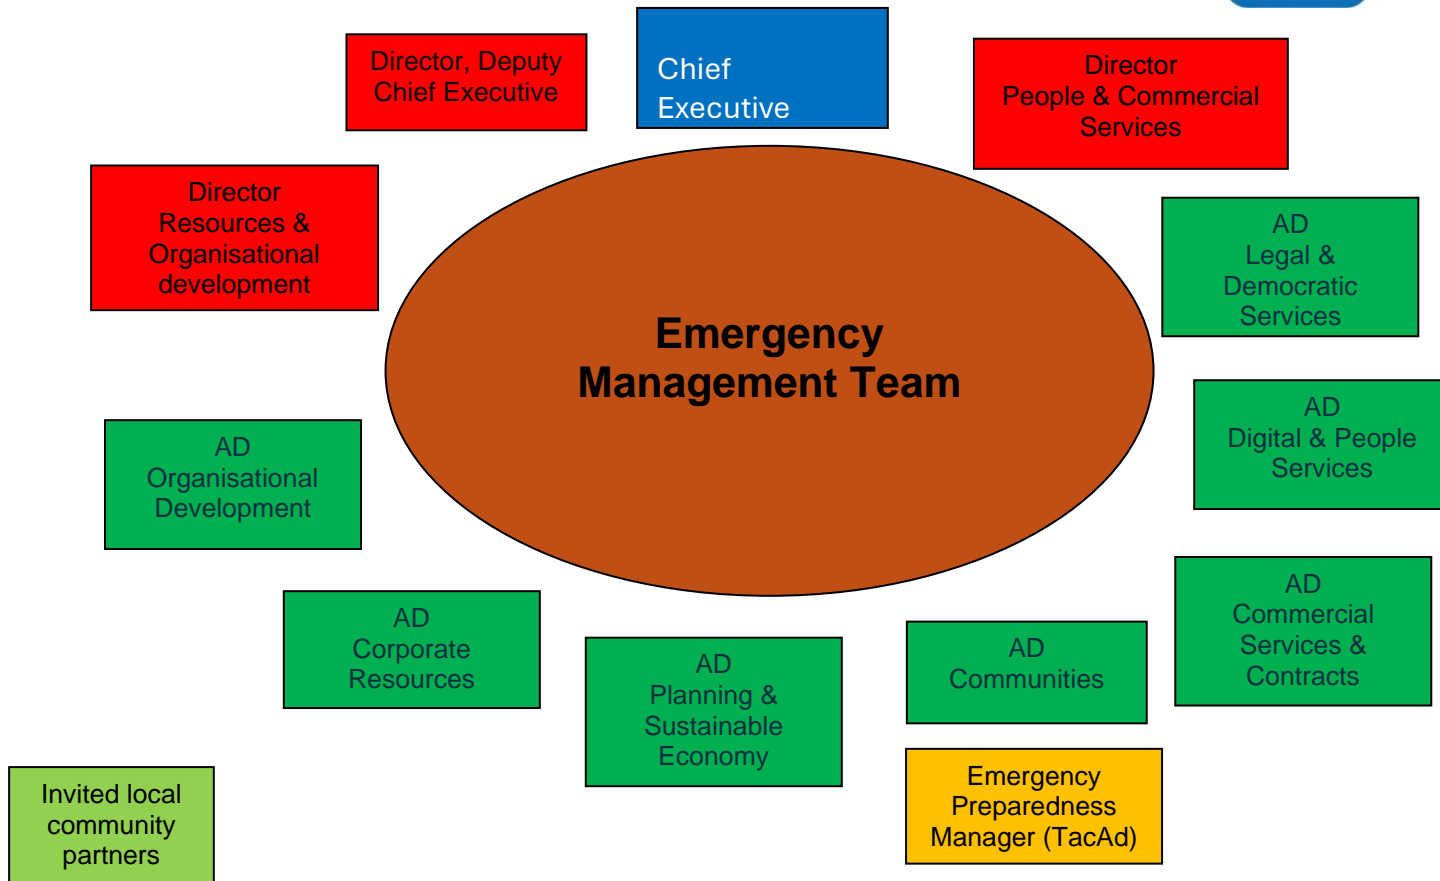 Director, Deputy
Chief Executive
Chief
Executive
Director
People & Commercial
Services
Director
Resources &
Organisational
development
AD
Legal &
Democratic
Services
Emergency
Management Team
AD
Digital & People
Services
AD
Organisational
Development
AD
Commercial
Services &
Contracts
AD
Corporate
Resources
AD
Planning &
Sustainable
Economy
AD
Communities
Emergency
Preparedness
Manager (TacAd)
Invited local
community
partners